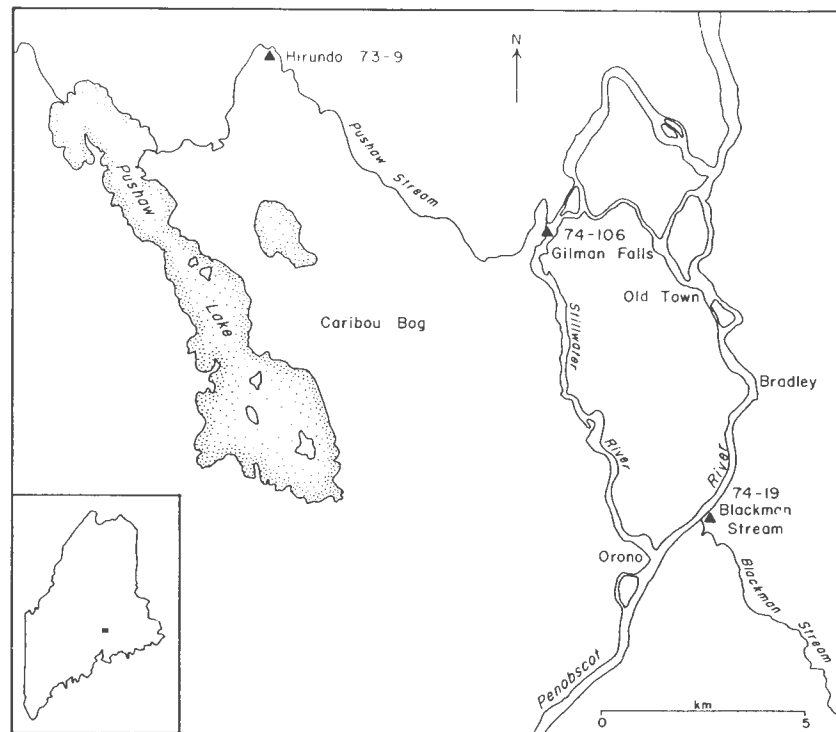 N
Hirundo 73-9
Pushaw
Lake
Pushaw Stream
74-106
Gilman Falls
Old Town
Caribou Bog
Stillwater
River
Bradley
River
74-19
Blackman
Stream
Orono
Blackman Stream
Penobscot
km
0 5